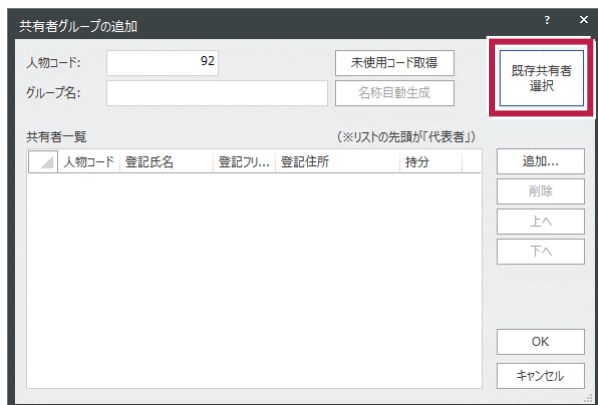 共有者グループの追加
? ×
人物コード: 92 未使用コード取得
既存共有者
選択
グループ名: 名称自動生成
共有者一覧 (※リストの先頭が「代表者」)
人物コード 登記氏名 登記フリ... 登記住所 持分
追加...
削除
上へ
下へ
OK
キャンセル